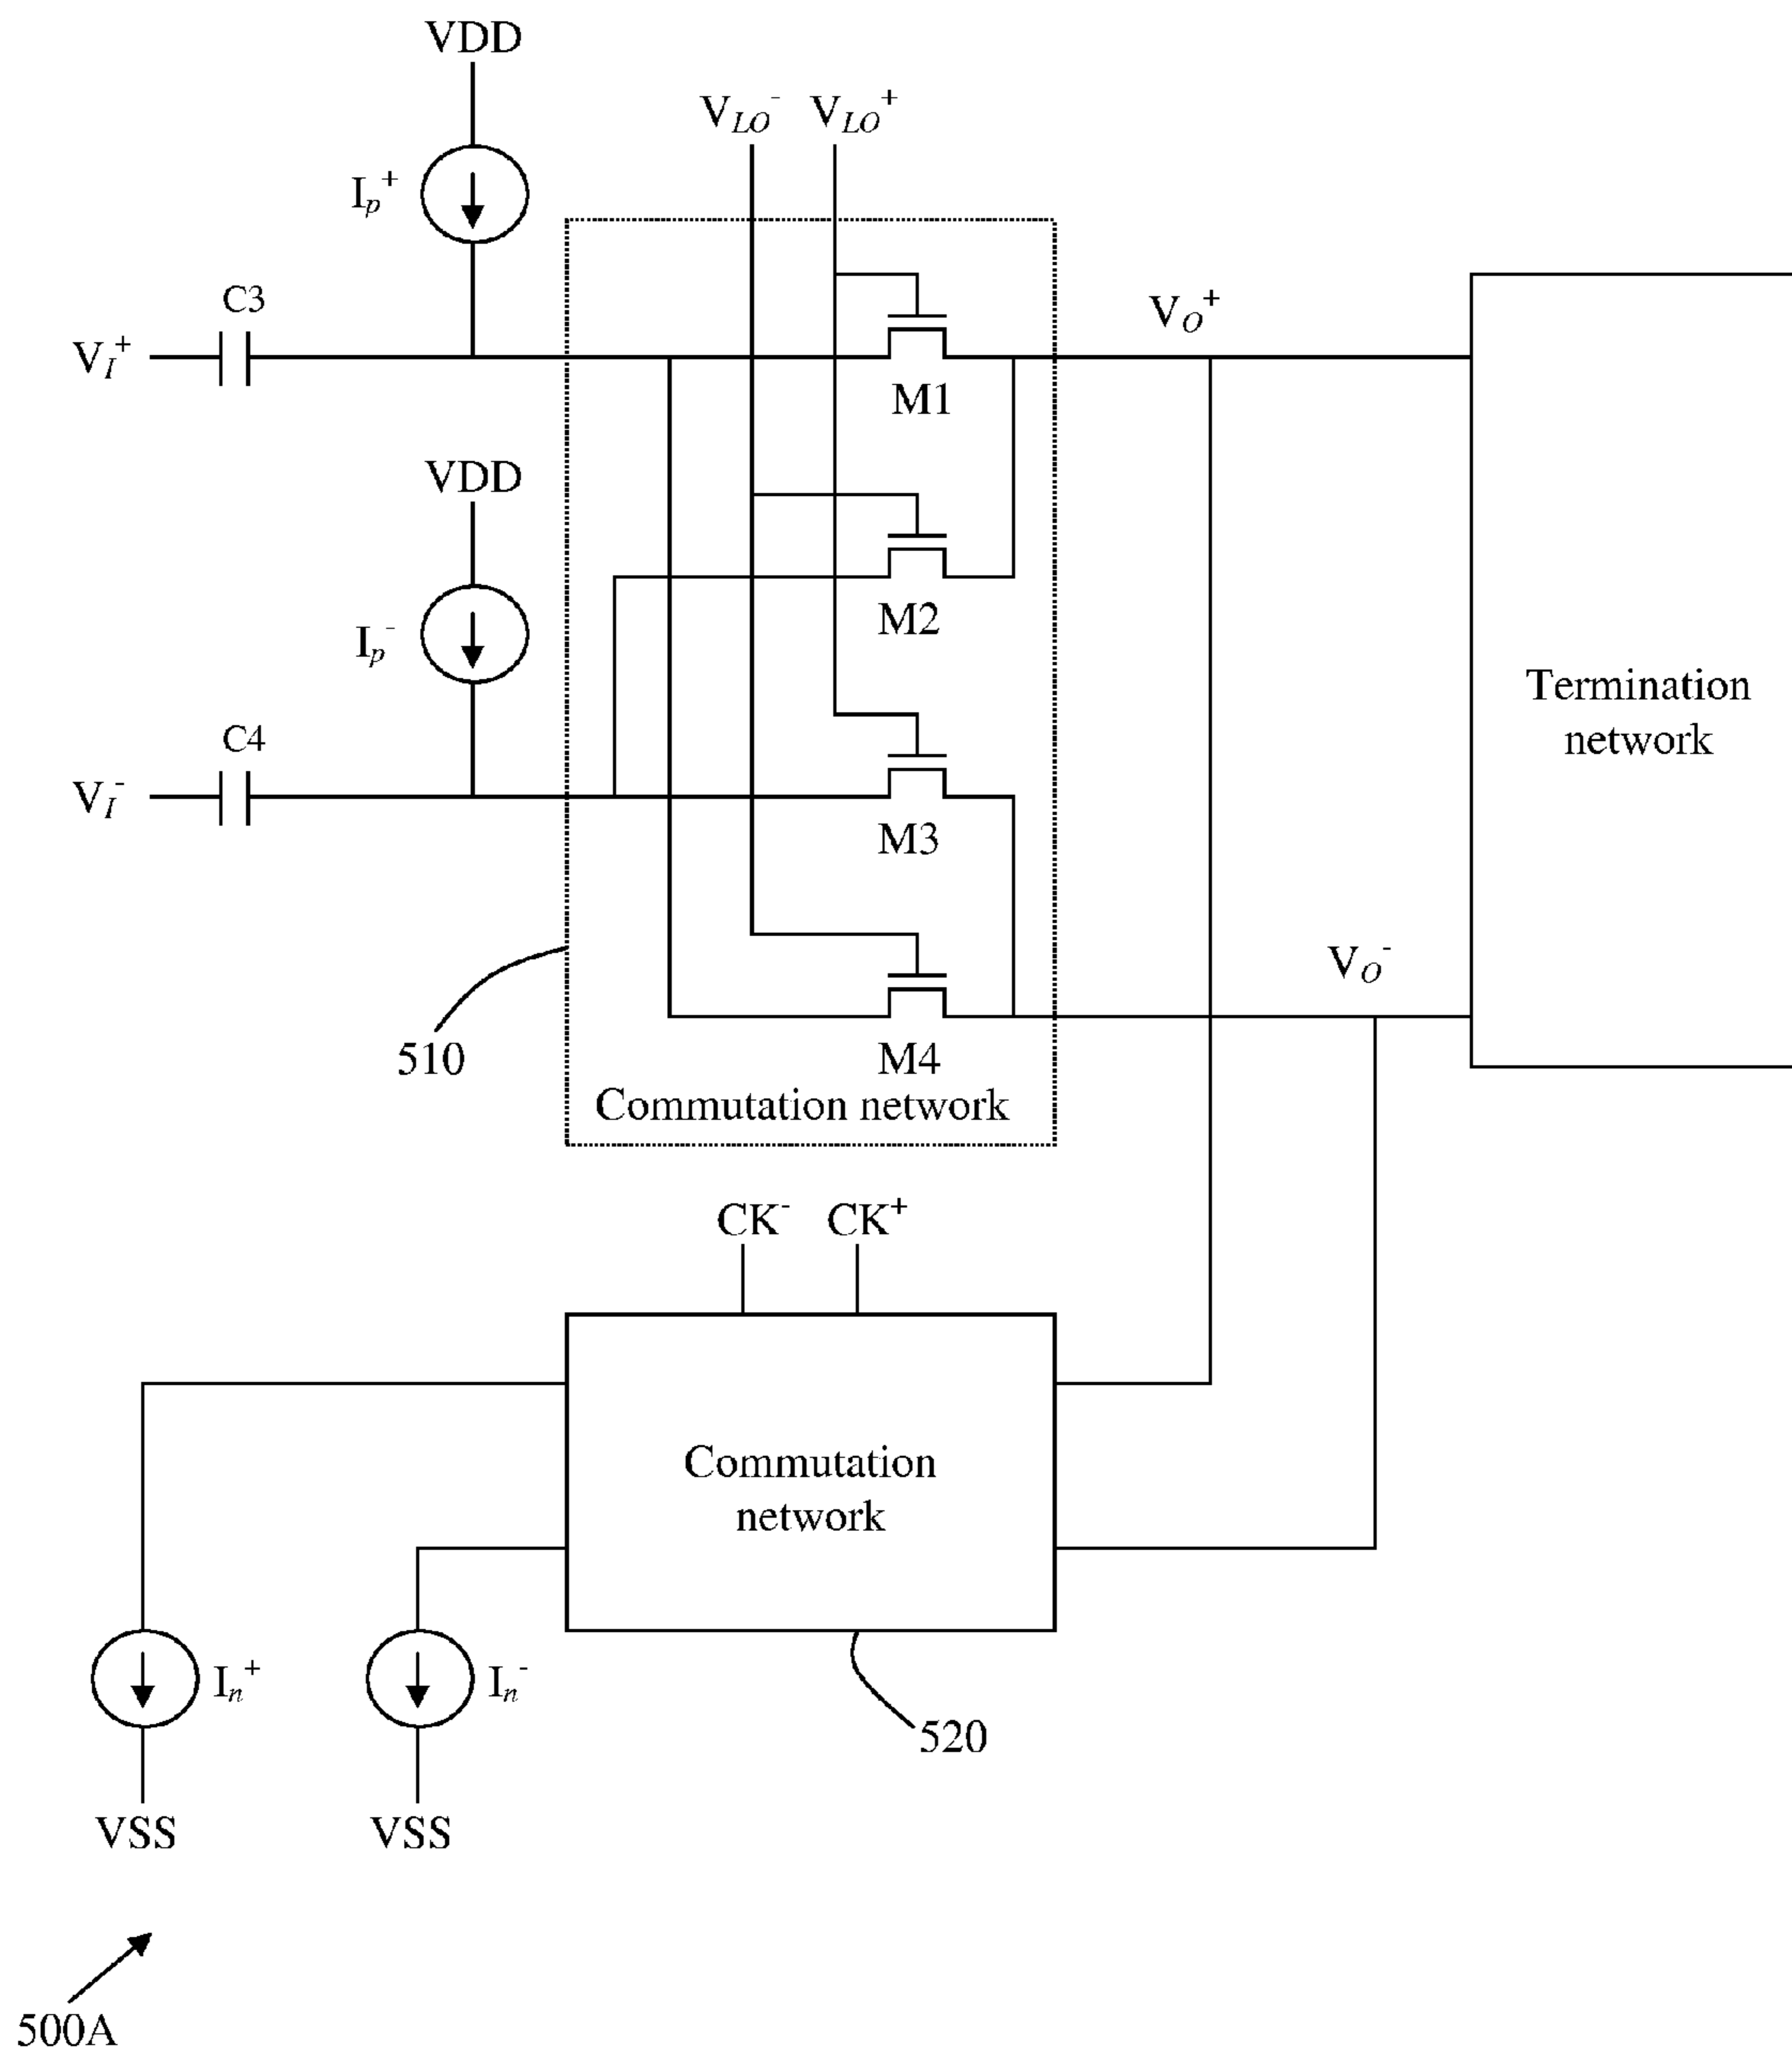 VDD
V_LO^- V_LO^+
I_p^+
C3
V_I^+
V_O^+
M1
VDD
M2
I_p^-
Termination
network
C4
V_I^-
M3
V_O^-
510
M4
Commutation network
CK^- CK^+
Commutation
network
I_n^+ I_n^-
520
VSS VSS
500A